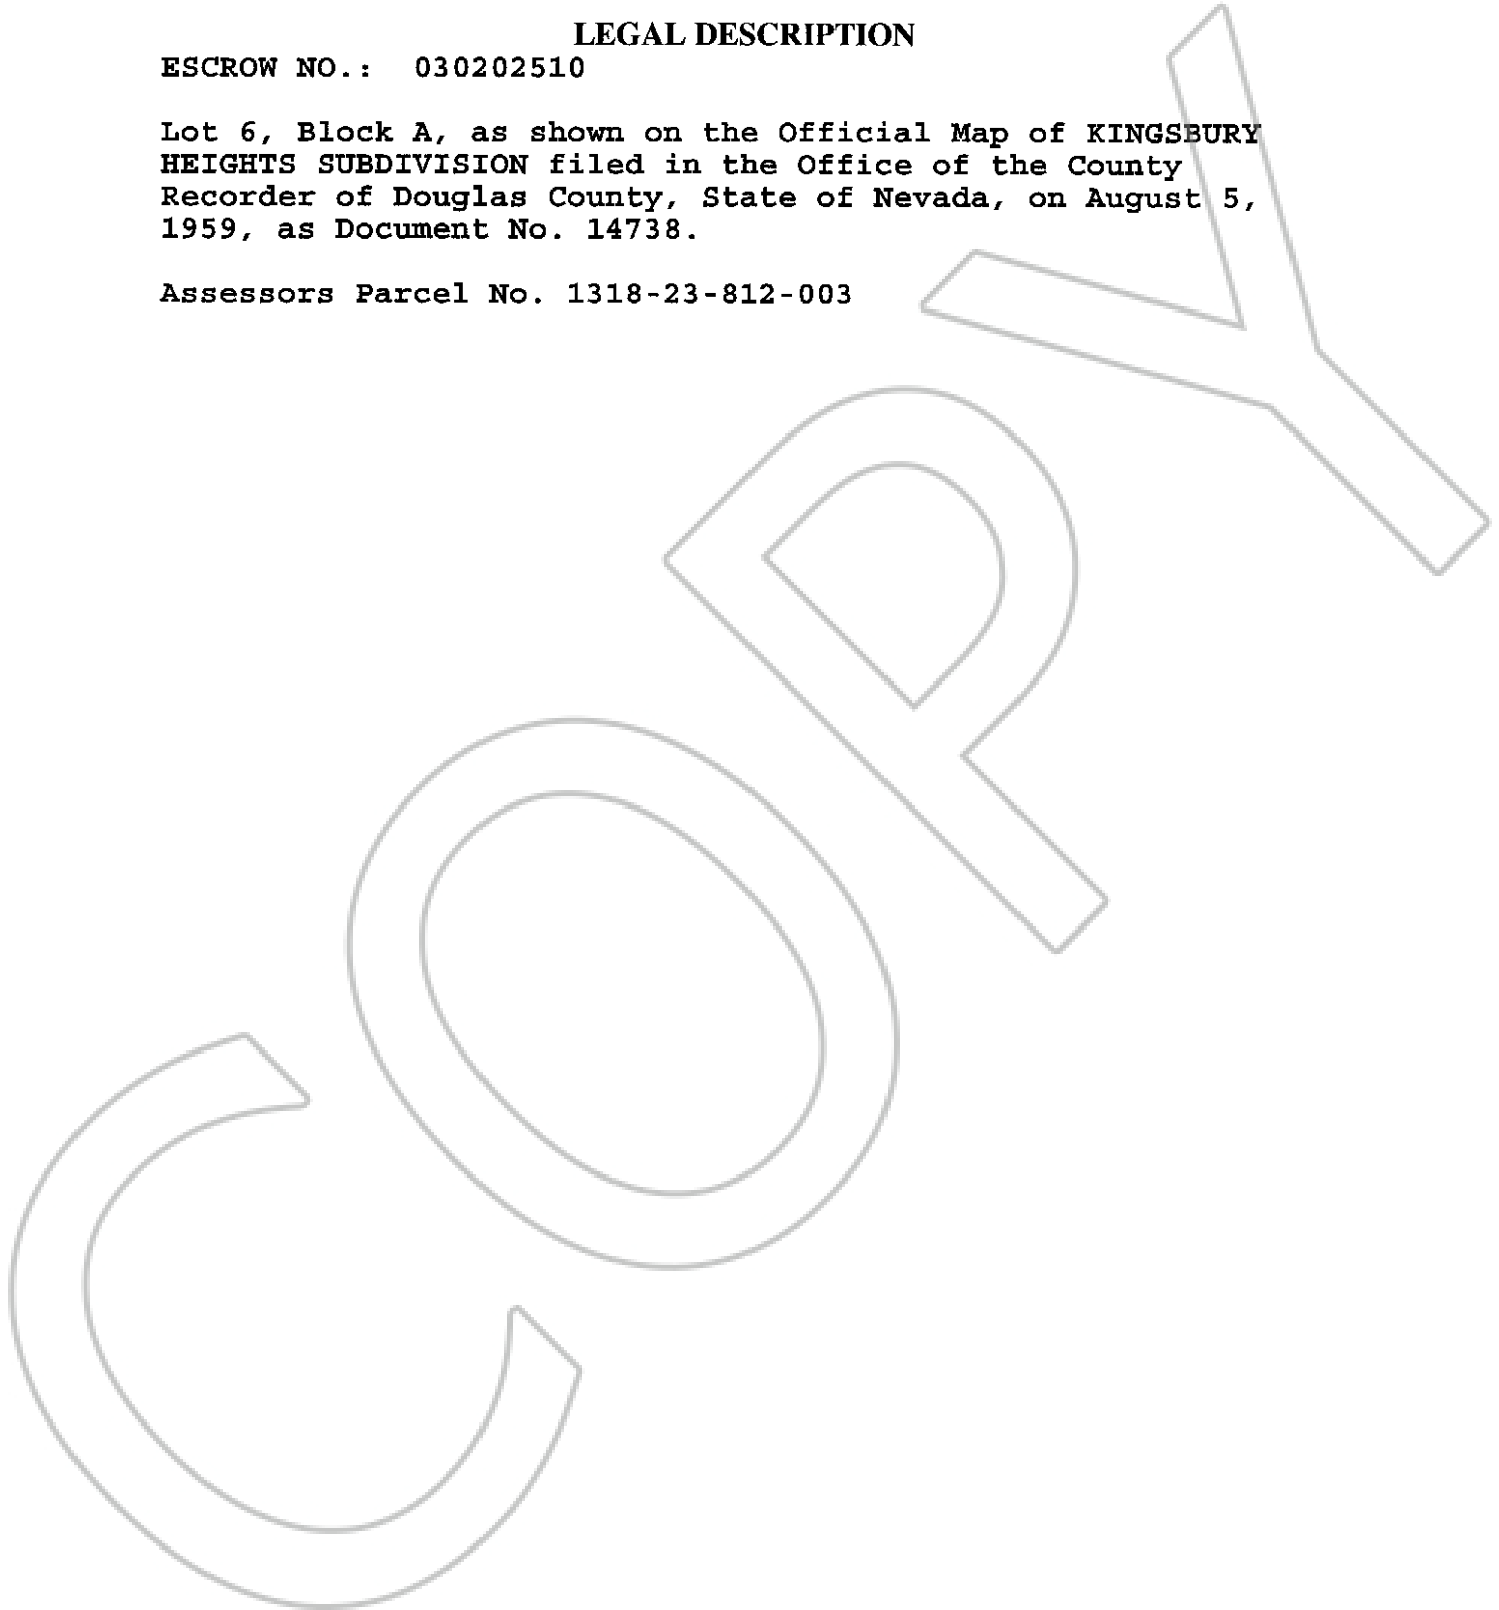 LEGAL DESCRIPTION
ESCROW NO.: 030202510
Lot 6, Block A, as shown on the Official Map of KINGSBURY
HEIGHTS SUBDIVISION filed in the Office of the County
Recorder of Douglas County, State of Nevada, on August 5,
1959, as Document No. 14738.
Assessors Parcel No. 1318-23-812-003
COPY